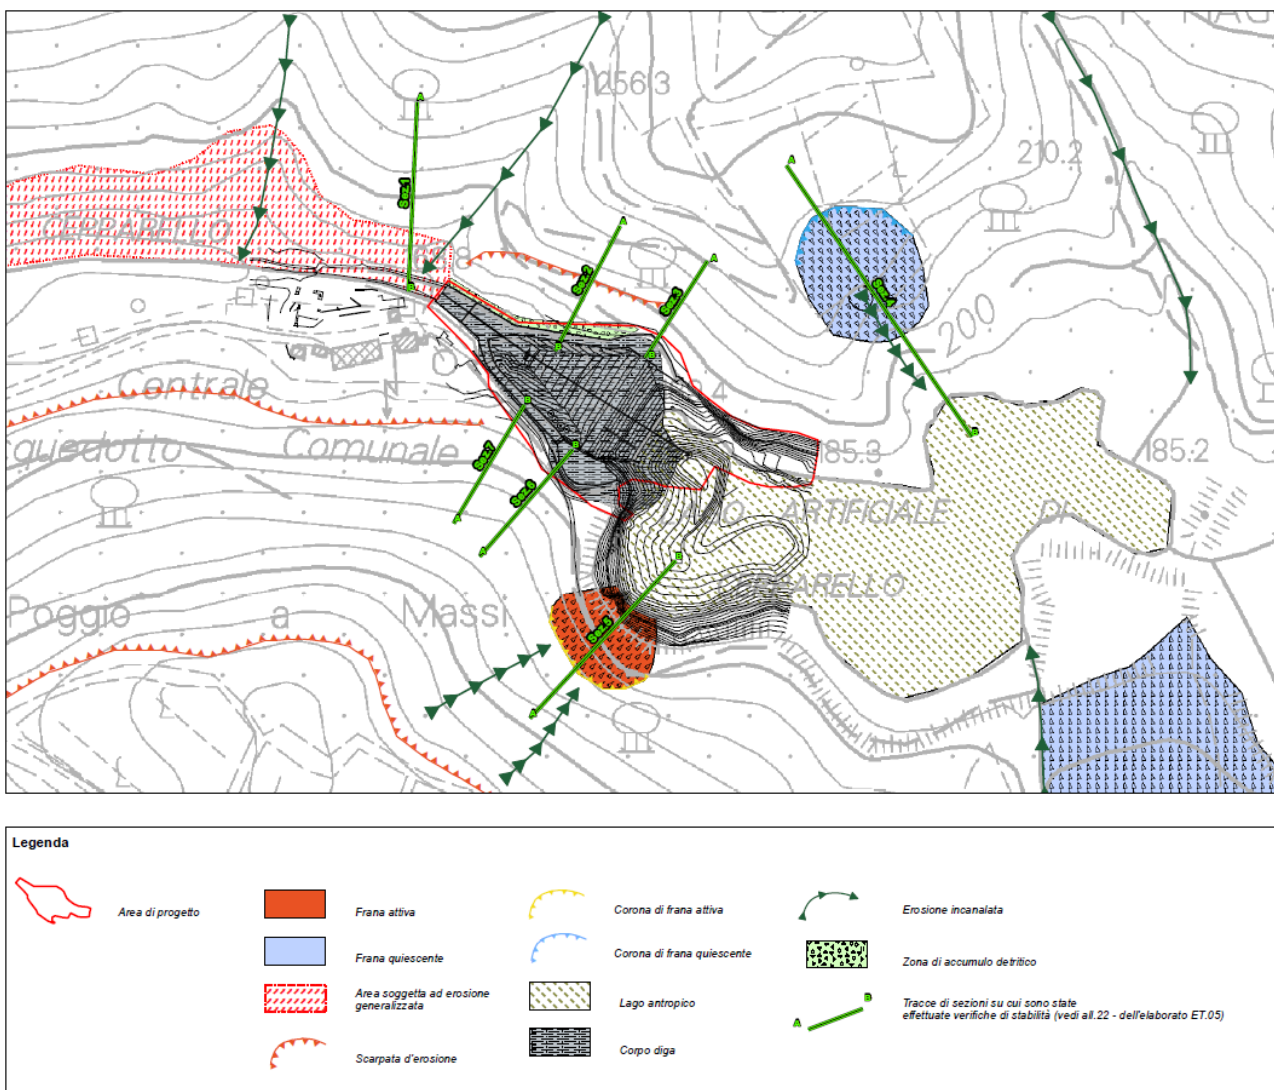 256.3
210.2
CERRARELLO
200
Centrale
quedotto Comunale
185.3
185.2
ARTIFICALE DI
Poggio a Massi
A
Sez.1
B
A
Sez.2
B
A
Sez.3
B
A
Sez.4
B
B
Sez.7
A
B
Sez.6
A
B
Sez.5
A
Legenda
Area di progetto
Frana attiva
Frana quiescente
Area soggetta ad erosione
generalizzata
Scarpata d'erosione
Corona di frana attiva
Corona di frana quiescente
Lago antropico
Corpo diga
Erosione incanalata
Zona di accumulo detritico
A
B
Tracce di sezioni su cui sono state
effettuate verifiche di stabilità (vedi all.22 - dell'elaborato ET.05)